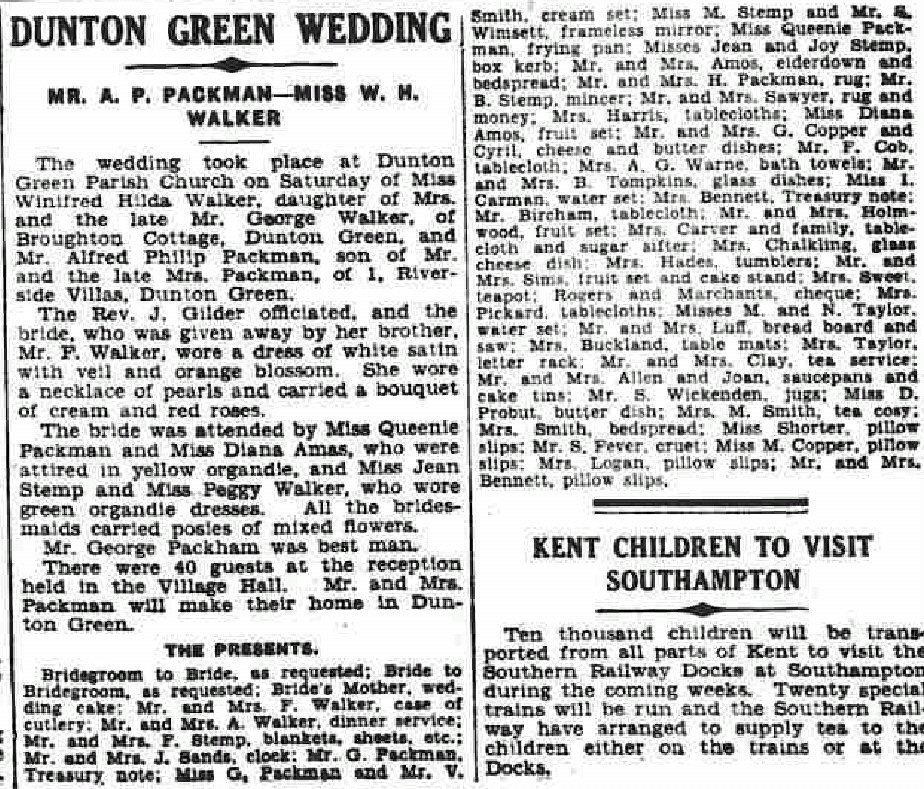 DUNTON GREEN WEDDING
MR. A. P. PACKMAN—MISS W. H.
WALKER
The wedding took place at Dunton
Green Parish Church on Saturday of Miss
Winifred Hilda Walker, daughter of Mrs.
and the late Mr. George Walker, of
Broughton Cottage, Dunton Green, and
Mr. Alfred Philip Packman, son of Mr.
and the late Mrs. Packman, of 1, River-
side Villas, Dunton Green.
The Rev. J. Gilder officiated, and the
bride, who was given away by her brother,
Mr. F. Walker, wore a dress of white satin
with veil and orange blossom. She wore
a necklace of pearls and carried a bouquet
of cream and red roses.
The bride was attended by Miss Queenie
Packman and Miss Diana Amas, who were
attired in yellow organdie, and Miss Jean
Stemp and Miss Peggy Walker, who wore
green organdie dresses. All the brides-
maids carried posies of mixed flowers.
Mr. George Packham was best man.
There were 40 guests at the reception
held in the Village Hall. Mr. and Mrs.
Packman will make their home in Dun-
ton Green.
THE PRESENTS.
Bridegroom to Bride, as requested; Bride to
Bridegroom, as requested; Bride's Mother, wed-
ding cake; Mr. and Mrs. F. Walker, case of
cutlery; Mr. and Mrs. A. Walker, dinner service;
Mr. and Mrs. F. Stemp, blankets, sheets, etc.;
Mr. and Mrs. J. Sands, clock; Mr. G. Packman,
Treasury note; Miss G. Packman and Mr. V.
Smith, cream set; Miss M. Stemp and Mr. S.
Winsett, frameless mirror; Miss Queenie Pack-
man, frying pan; Misses Jean and Joy Stemp,
box kerb; Mr. and Mrs. Amos, eiderdown and
bedspread; Mr. and Mrs. H. Packman, rug; Mr.
B. Stemp, mincer; Mr. and Mrs. Sawyer, rug and
money; Mrs. Harris, tablecloths; Miss Diana
Amos, fruit set; Mr. and Mrs. G. Copper and
Cyril, cheese and butter dishes; Mr. F. Cob,
tablecloth; Mrs. A. G. Warne, bath towels; Mr.
and Mrs. B. Tompkins, glass dishes; Miss I.
Carman, water set; Mrs. Bennett, Treasury note;
Mr. Bircham, tablecloth; Mr. and Mrs. Holm-
wood, fruit set; Mrs. Carver and family, table-
cloth and sugar sifter; Mrs. Chalkling, glass
cheese dish; Mrs. Hades, tumblers; Mr. and
Mrs. Sims, fruit set and cake stand; Mrs. Sweet,
teapot; Rogers and Marchants, cheque; Mrs.
Pickard, tablecloths; Misses M. and N. Taylor,
water set; Mr. and Mrs. Luff, bread board and
saw; Mrs. Buckland, table mats; Mrs. Taylor,
letter rack; Mr. and Mrs. Clay, tea service;
Mr. and Mrs. Allen and Joan, saucepans and
cake tins; Mr. S. Wickenden, jugs; Miss D.
Probut, butter dish; Mrs. M. Smith, tea cosy;
Mrs. Smith, bedspread; Miss Shorter, pillow
slips; Mr. S. Fever, cruet; Miss M. Copper, pillow
slips; Mrs. Logan, pillow slips; Mr. and Mrs.
Bennett, pillow slips.
KENT CHILDREN TO VISIT
SOUTHAMPTON
Ten thousand children will be trans-
ported from all parts of Kent to visit the
Southern Railway Docks at Southampton
during the coming weeks. Twenty special
trains will be run and the Southern Rail-
way have arranged to supply tea to the
children either on the trains or at the
Docks.